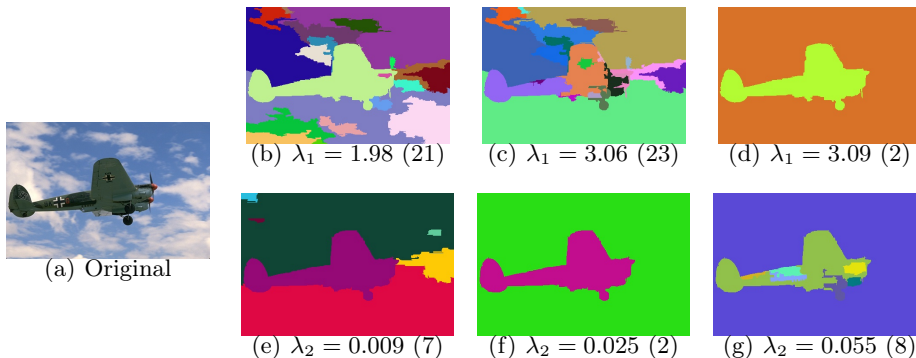 (b) λ₁ = 1.98 (21)
(c) λ₁ = 3.06 (23)
(d) λ₁ = 3.09 (2)
(a) Original
(e) λ₂ = 0.009 (7)
(f) λ₂ = 0.025 (2)
(g) λ₂ = 0.055 (8)